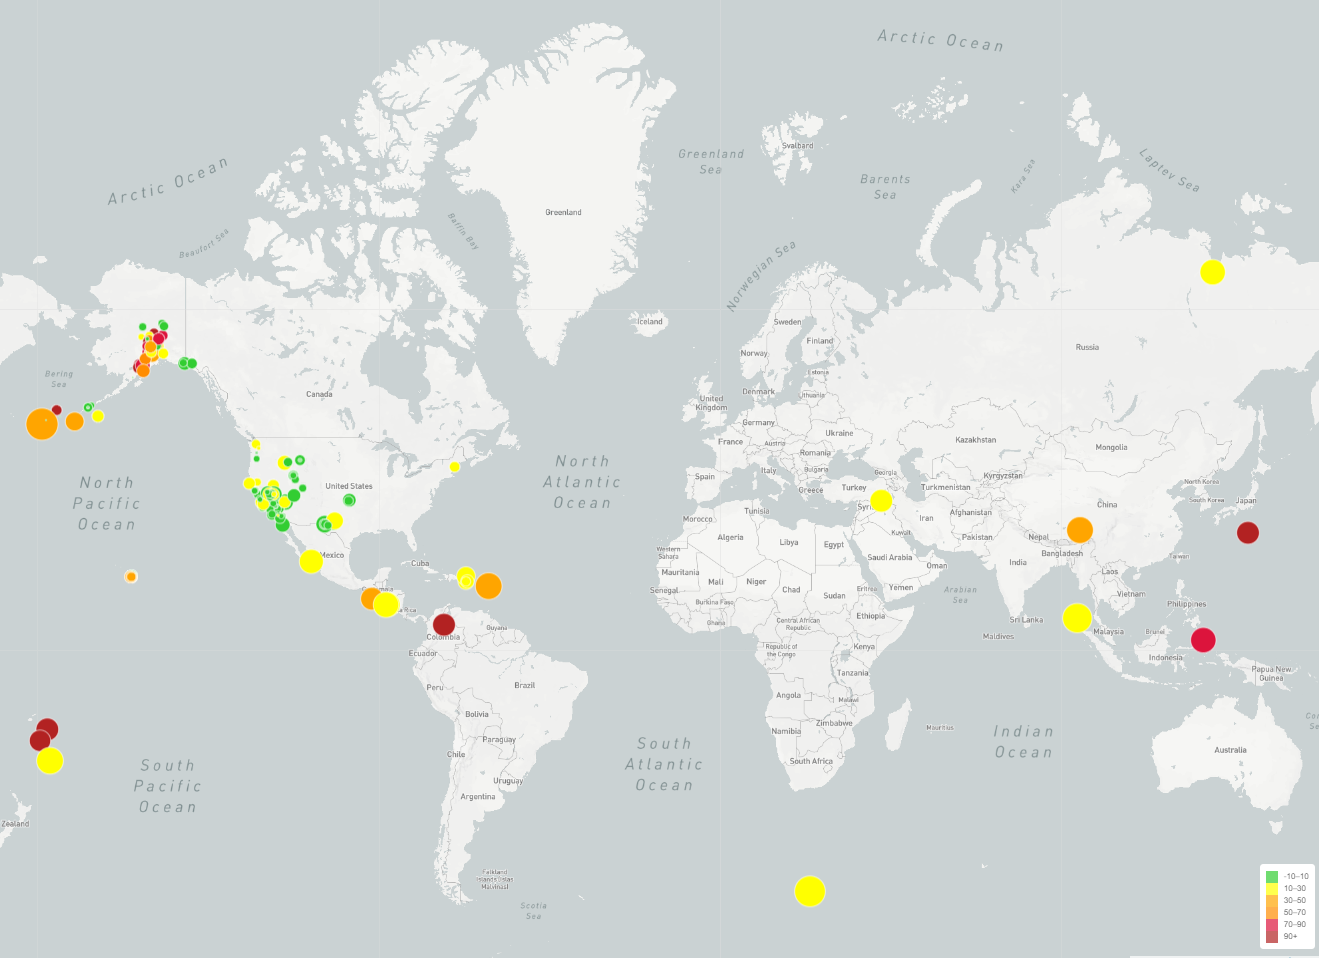 Arctic Ocean
Arctic Ocean
Greenland
Sea
Svalbard
Barents
Sea
Kara Sea
Laptev Sea
Beaufort Sea
Baffin Bay
Greenland
Norwegian Sea
Iceland
Sweden
Finland
Norway
Russia
Estonia
Bering
Sea
Canada
United
Kingdom
Denmark
Lithuania
Germany
France
Austria
Ukraine
Romania
Kazakhstan
Mongolia
Italy
Bulgaria
Georgia
Kyrgyzstan
North
Pacific
Ocean
United States
North
Atlantic
Ocean
Spain
Greece
Turkey
Turkmenistan
North Korea
South Korea
Japan
China
Morocco
Tunisia
Syria
Iran
Afghanistan
Algeria
Libya
Egypt
Kuwait
Pakistan
Nepal
Bangladesh
Taiwan
Mexico
Cuba
Western
Sahara
Saudi Arabia
Oman
India
Laos
Mauritania
Mali
Niger
Chad
Sudan
Eritrea
Yemen
Arabian
Sea
Vietnam
Philippines
Senegal
Burkina Faso
Ghana
Central African
Republic
Ethiopia
Sri Lanka
Maldives
Malaysia
Brunei
Rica
Guyana
Colombia
Ecuador
Republic of
the Congo
Kenya
Indonesia
Papua New
Guinea
Peru
Brazil
Tanzania
Angola
Malawi
Bolivia
Zimbabwe
Namibia
Mauritius
South
Atlantic
Ocean
Indian
Ocean
Paraguay
Chile
South Africa
Australia
South
Pacific
Ocean
Uruguay
Argentina
Zealand
Falkland
Islands (Islas
Malvinas)
Scotia
Sea
-10–10
10–30
30–50
50–70
70–90
90+